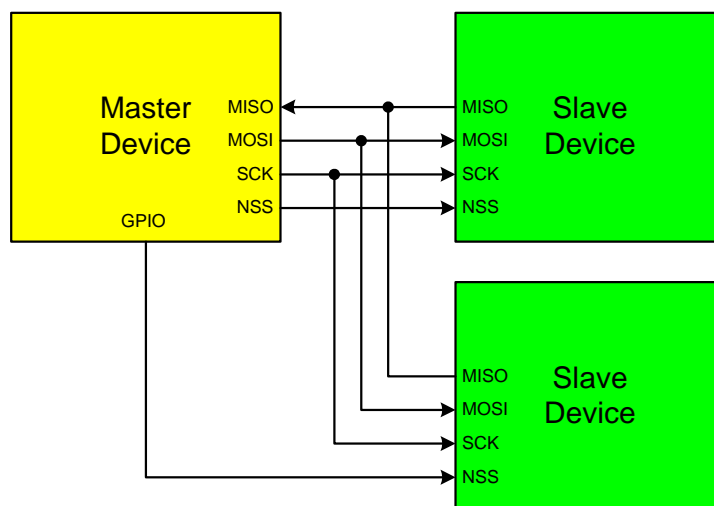 Master
Device
MISO
MOSI
SCK
NSS
GPIO
MISO
MOSI
SCK
NSS
Slave
Device
MISO
MOSI
SCK
NSS
Slave
Device